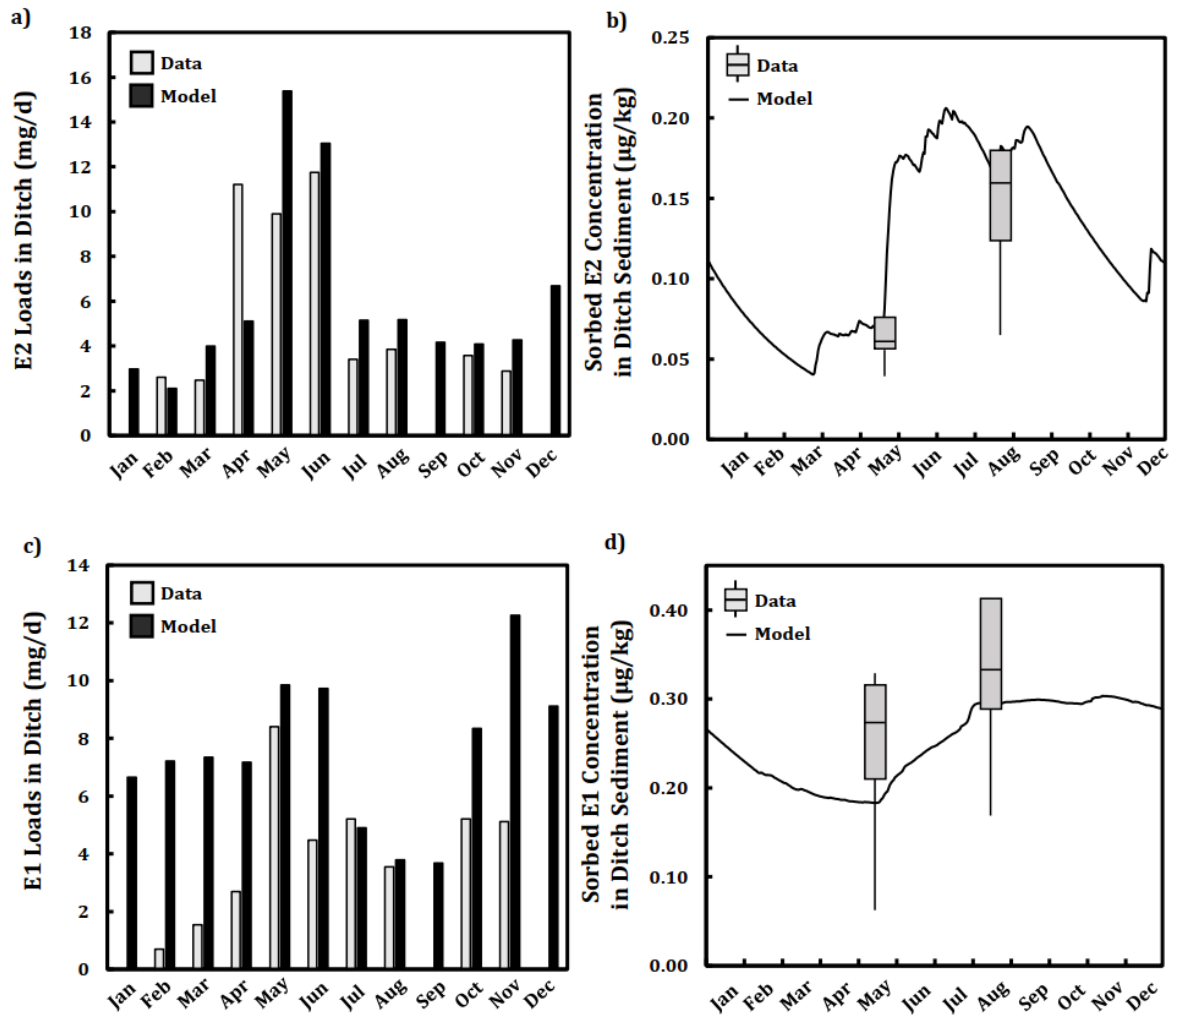 a)
E2 Loads in Ditch (mg/d)
18
16
14
12
10
8
6
4
2
0
Data
Model
Jan Feb Mar Apr May Jun Jul Aug Sep Oct Nov Dec
b)
Sorbed E2 Concentration
in Ditch Sediment (µg/kg)
0.25
0.20
0.15
0.10
0.05
0.00
Data
Model
Jan Feb Mar Apr May Jun Jul Aug Sep Oct Nov Dec
c)
E1 Loads in Ditch (mg/d)
14
12
10
8
6
4
2
0
Data
Model
Jan Feb Mar Apr May Jun Jul Aug Sep Oct Nov Dec
d)
Sorbed E1 Concentration
in Ditch Sediment (µg/kg)
0.40
0.30
0.20
0.10
0.00
Data
Model
Jan Feb Mar Apr May Jun Jul Aug Sep Oct Nov Dec